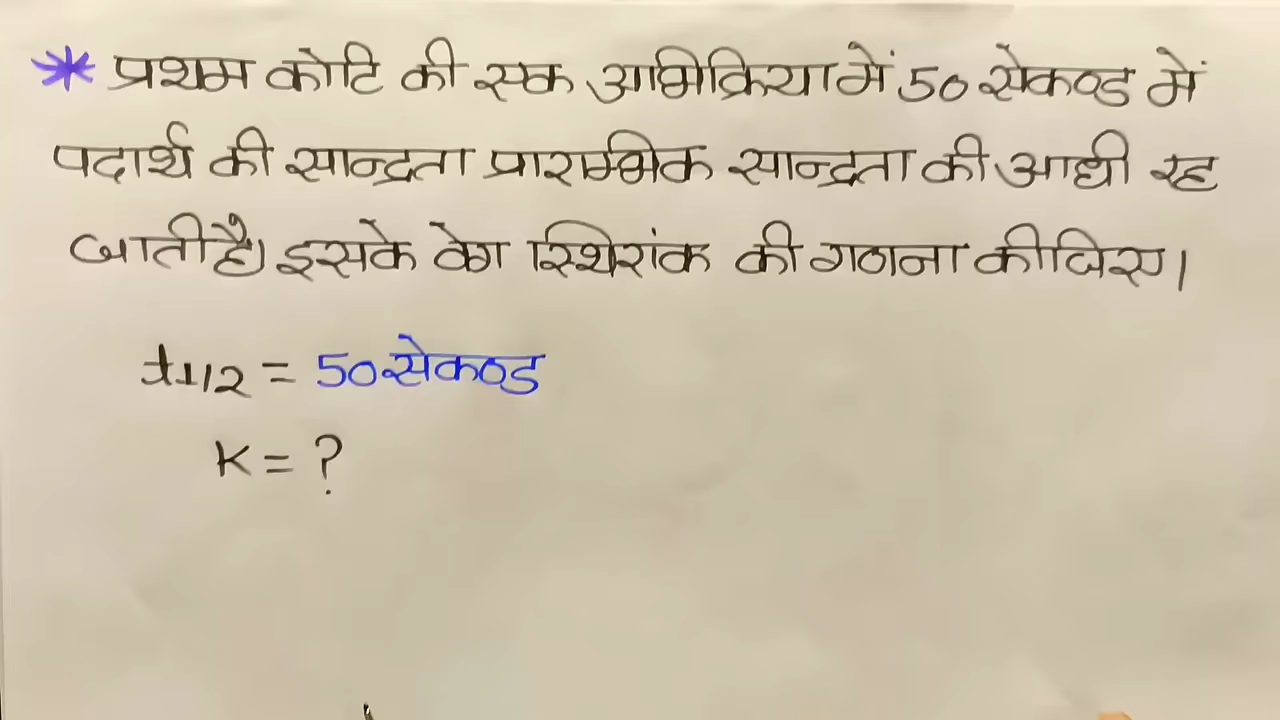 * प्रथम कोटि की एक अभिक्रिया में 50 सेकण्ड में
पदार्थ की सान्द्रता प्रारम्भिक सान्द्रता की आधी रह
जाती है। इसके वेग स्थिरांक की गणना कीजिए।
t1/2 = 50 सेकण्ड
K = ?